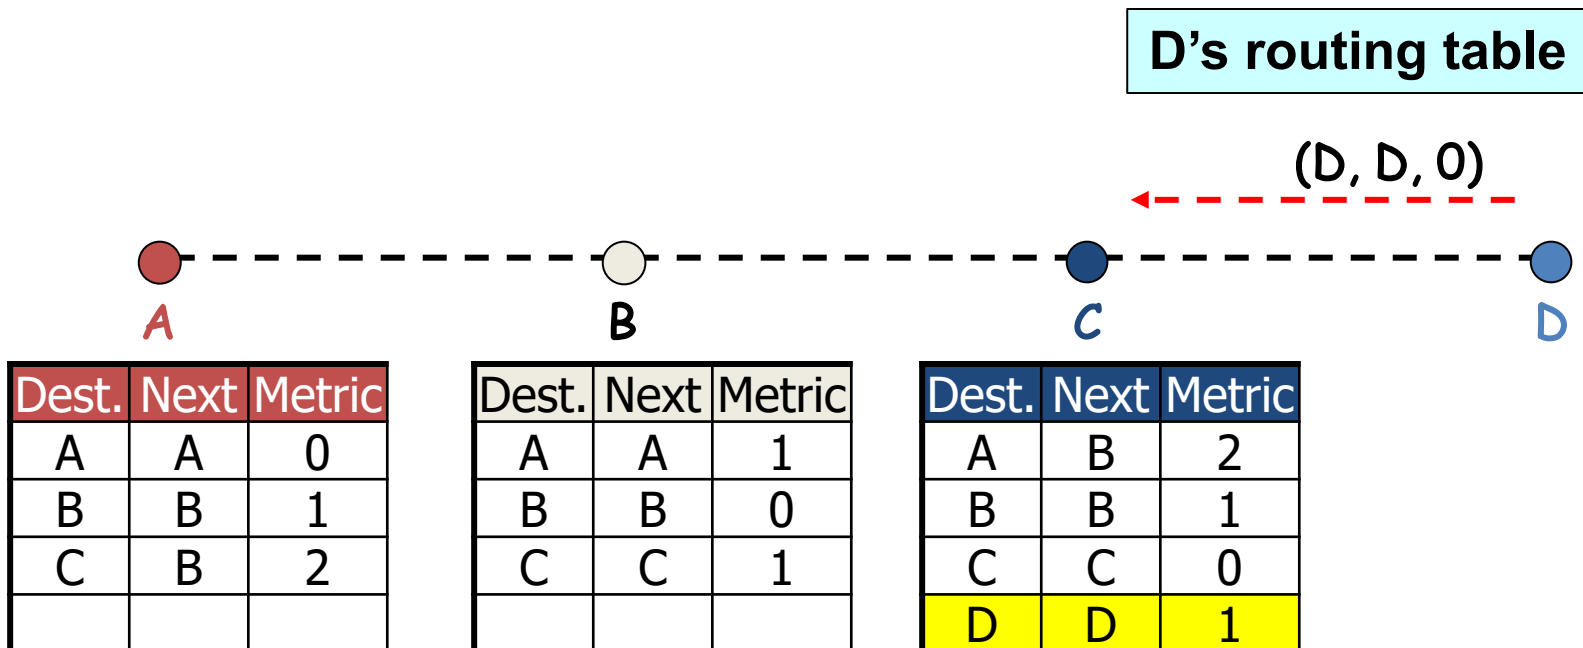 D’s routing table
(D, D, 0)
A B C D
Dest. Next Metric Dest. Next Metric Dest. Next Metric
A A 0 A A 1 A B 2
B B 1 B B 0 B B 1
C B 2 C C 1 C C 0
D D 1